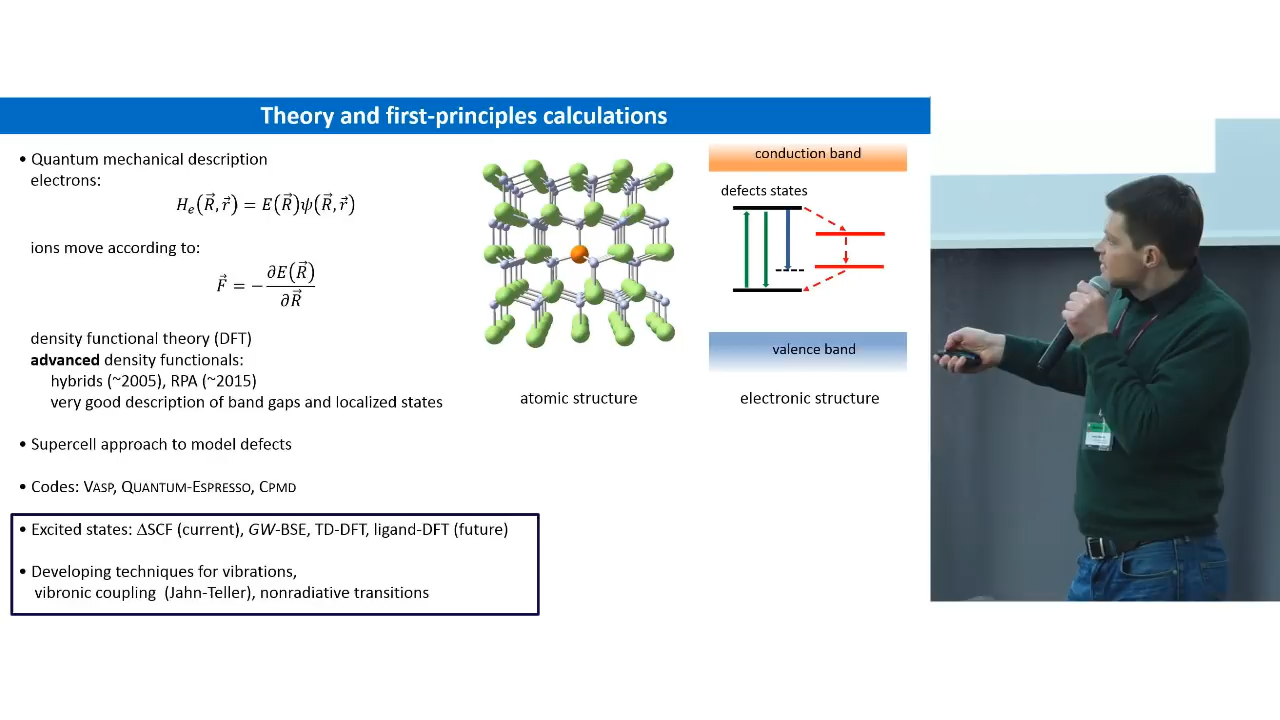 Theory and first-principles calculations
• Quantum mechanical description
electrons:
H_e(R⃗, r⃗) = E(R⃗)ψ(R⃗, r⃗)
ions move according to:
F⃗ = − ∂E(R⃗) / ∂R⃗
density functional theory (DFT)
advanced density functionals:
hybrids (~2005), RPA (~2015)
very good description of band gaps and localized states
• Supercell approach to model defects
• Codes: VASP, QUANTUM-ESPRESSO, CPMD
• Excited states: ΔSCF (current), GW-BSE, TD-DFT, ligand-DFT (future)
• Developing techniques for vibrations,
vibronic coupling (Jahn-Teller), nonradiative transitions
atomic structure
conduction band
defects states
valence band
electronic structure